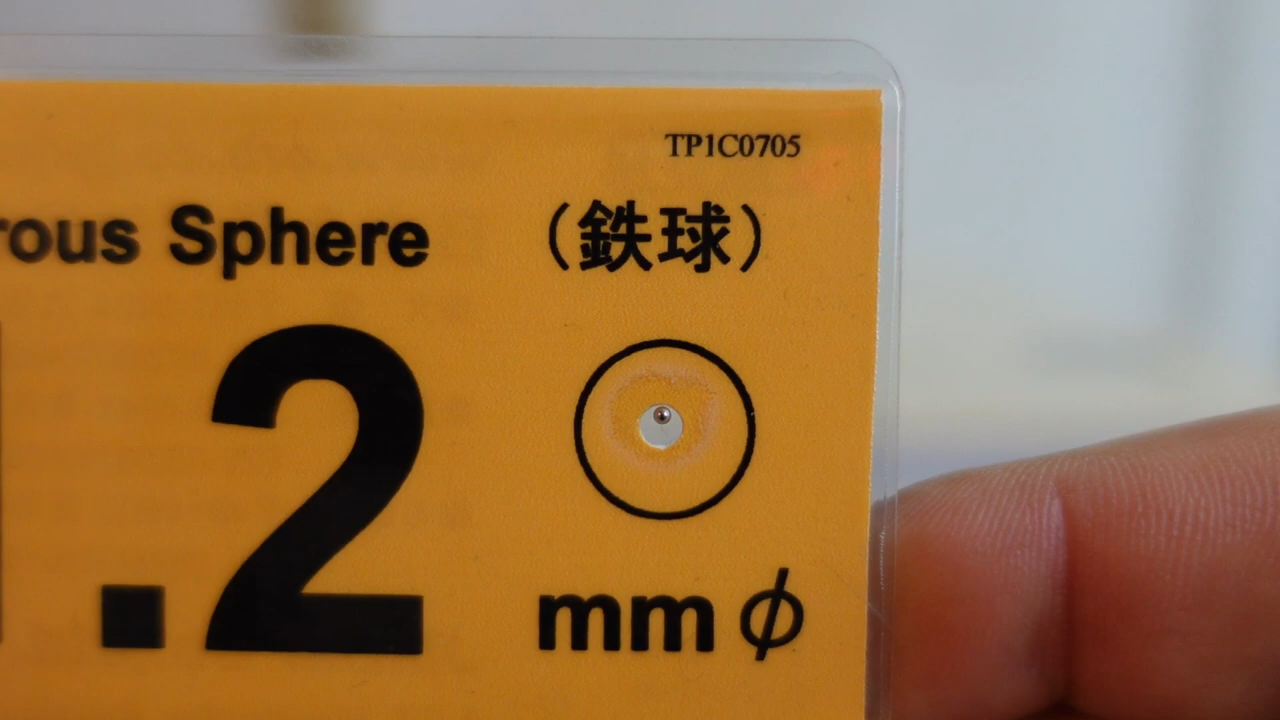 TP1C0705
rous Sphere （鉄球）
.2 mmφ